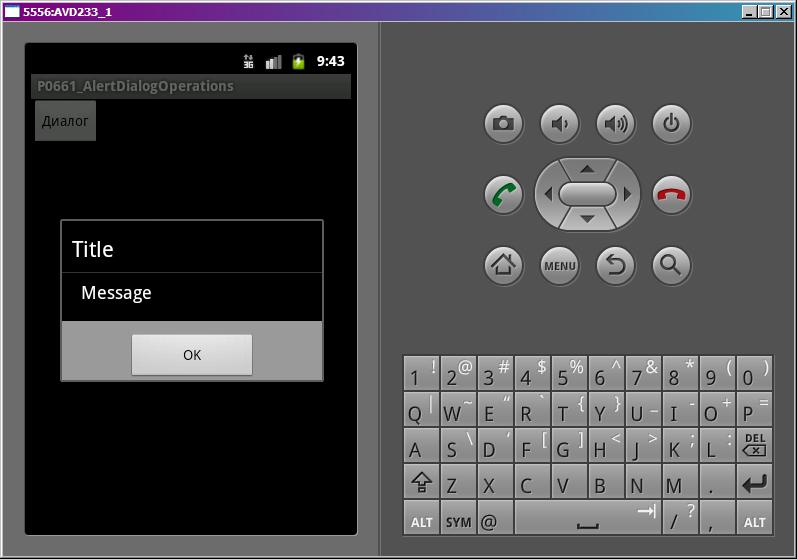 5556:AVD233_1
3G 9:43
P0661_AlertDialogOperations
Диалог
Title
Message
OK
MENU
1 ! 2 @ 3 # 4 $ 5 % 6 ^ 7 & 8 * 9 ( 0 )
Q | W ~ E “ R ` T { Y } U _ I - O + P =
A S \ D ‘ F [ G ] H < J > K ; L : DEL
Z X C V B N M .
ALT SYM @ / ? , ALT